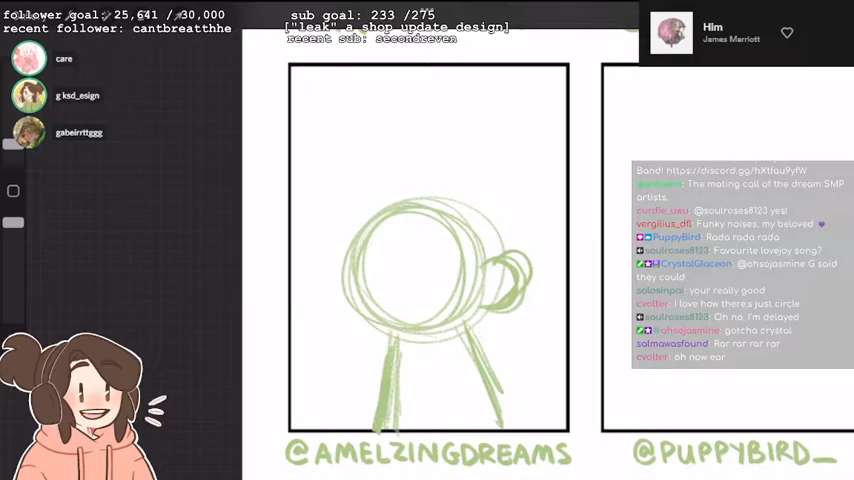 follower goal: 25,641 / 30,000
recent follower: cantbreatthhe
sub goal: 233 /275
["leak" a shop update design]
recent sub: secondreven
Him
James Marriott
care
g ksd_esign
gabeirrttggg
Band! https://discord.gg/hXtfau9yfW
The mating call of the dream SMP
artists.
curdie_uwu: @soulroses8123 yes!
vergilius_dfl: Funky noises, my beloved
PuppyBird: Rada rada rada
soulroses8123: Favourite lovejoy song?
CrystalGlaceon: @ohsojasmine G said
they could
salosinpai: your really good
cvolter: I love how there;s just circle
soulroses8123: Oh no, I'm delayed
ohsojasmine: gotcha crystal
salmawasfound: Rar rar rar rar
cvolter: oh now ear
@AMELZINGDREAMS
@PUPPYBIRD_